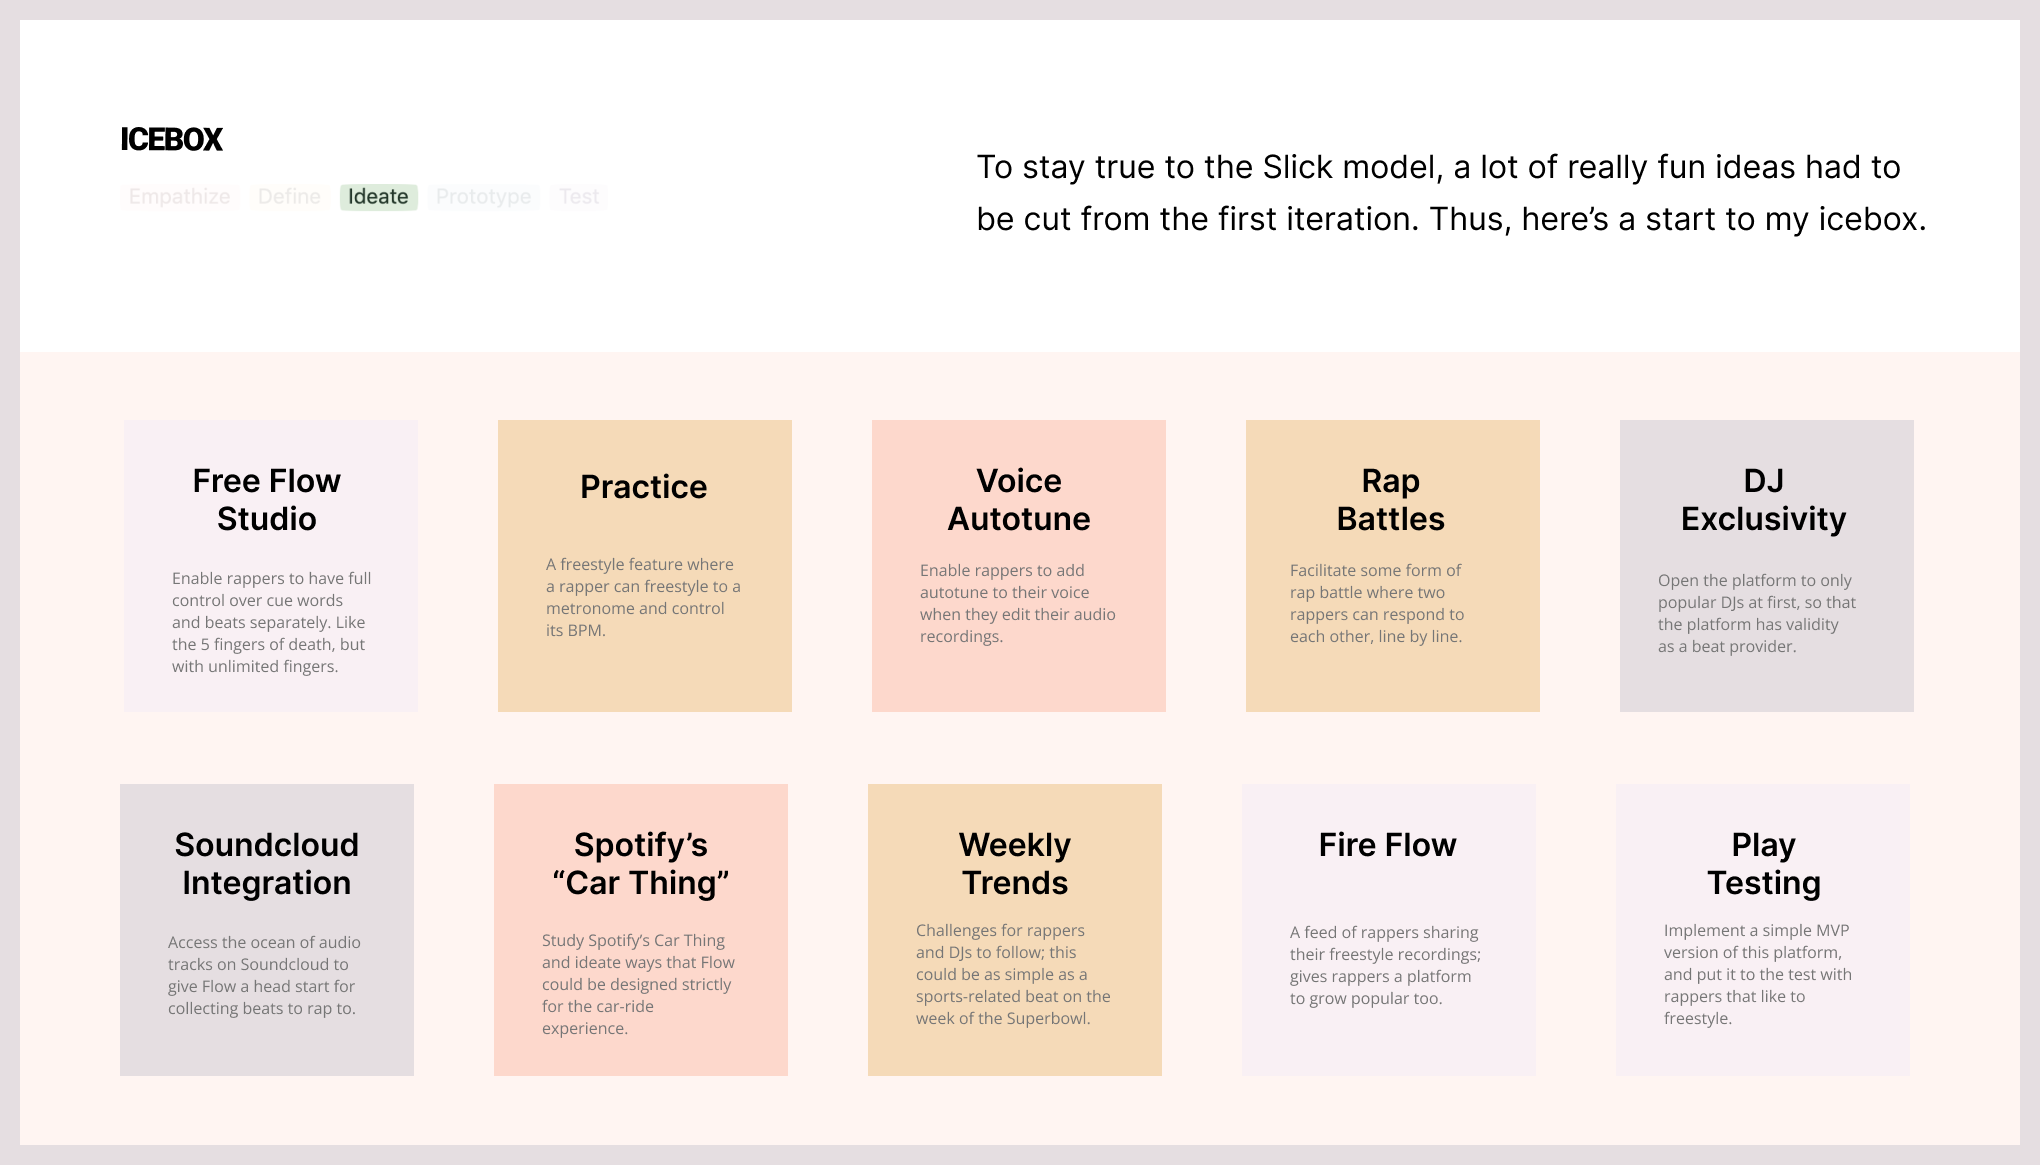 ICEBOX
Empathize Define Ideate Prototype Test
To stay true to the Slick model, a lot of really fun ideas had to
be cut from the first iteration. Thus, here’s a start to my icebox.
Free Flow
Studio
Enable rappers to have full
control over cue words
and beats separately. Like
the 5 fingers of death, but
with unlimited fingers.
Practice
A freestyle feature where
a rapper can freestyle to a
metronome and control
its BPM.
Voice
Autotune
Enable rappers to add
autotune to their voice
when they edit their audio
recordings.
Rap
Battles
Facilitate some form of
rap battle where two
rappers can respond to
each other, line by line.
DJ
Exclusivity
Open the platform to only
popular DJs at first, so that
the platform has validity
as a beat provider.
Soundcloud
Integration
Access the ocean of audio
tracks on Soundcloud to
give Flow a head start for
collecting beats to rap to.
Spotify’s
“Car Thing”
Study Spotify’s Car Thing
and ideate ways that Flow
could be designed strictly
for the car-ride
experience.
Weekly
Trends
Challenges for rappers
and DJs to follow; this
could be as simple as a
sports-related beat on the
week of the Superbowl.
Fire Flow
A feed of rappers sharing
their freestyle recordings;
gives rappers a platform
to grow popular too.
Play
Testing
Implement a simple MVP
version of this platform,
and put it to the test with
rappers that like to
freestyle.